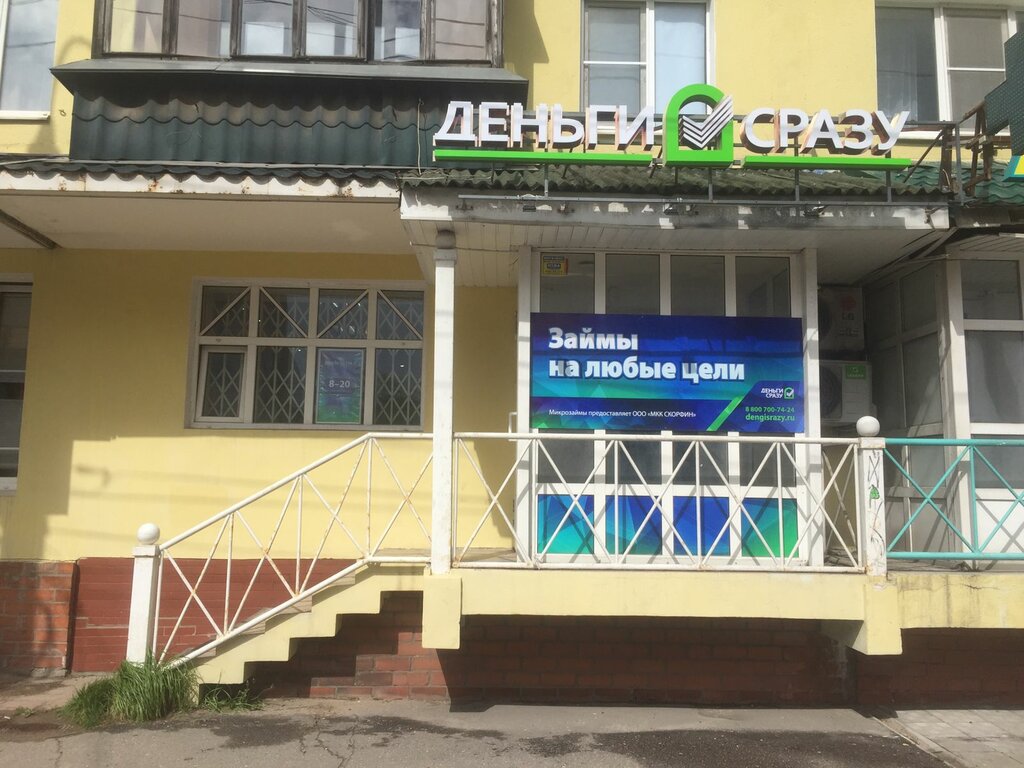 ДЕНЬГИ СРАЗУ
Займы
на любые цели
ДЕНЬГИ
СРАЗУ
Микрозаймы предоставляет ООО «МКК СКОРФИН»
8 800 700-74-24
dengisrazy.ru
8–20
LG